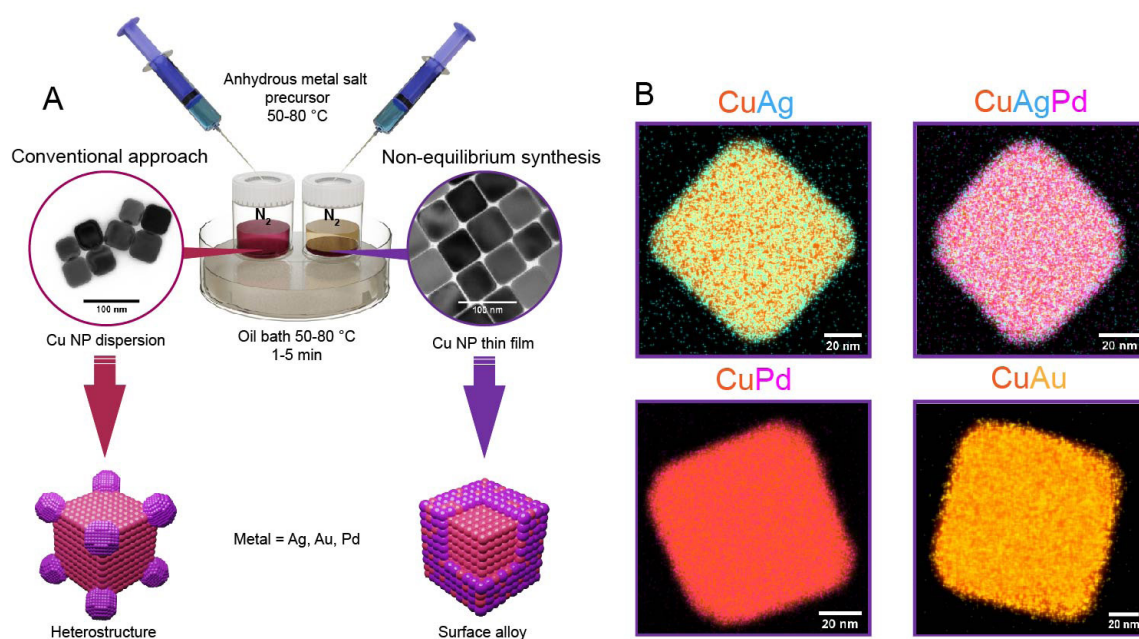 A
Anhydrous metal salt
precursor
50-80 °C
Conventional approach
Non-equilibrium synthesis
N2
N2
100 nm
100 nm
Cu NP dispersion
Oil bath 50-80 °C
1-5 min
Cu NP thin film
Metal = Ag, Au, Pd
Heterostructure
Surface alloy
B
CuAg
CuAgPd
20 nm
20 nm
CuPd
CuAu
20 nm
20 nm